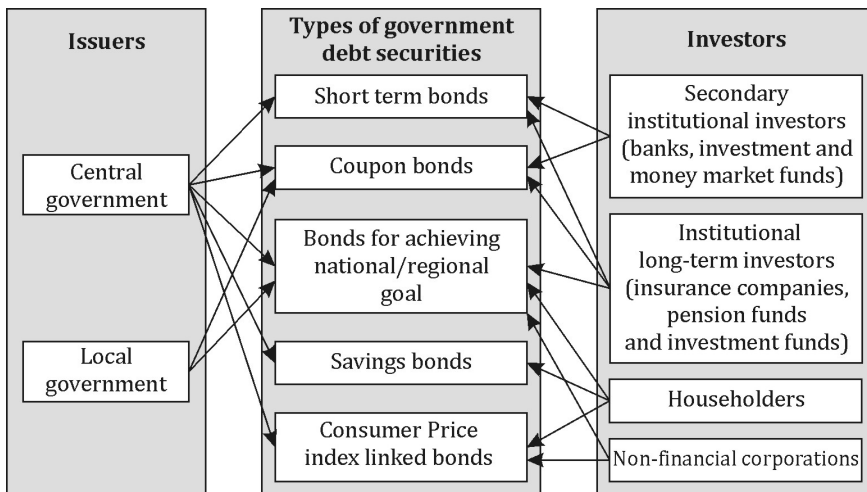 Issuers
Central
government
Local
government
Types of government
debt securities
Short term bonds
Coupon bonds
Bonds for achieving
national/regional
goal
Savings bonds
Consumer Price
index linked bonds
Investors
Secondary
institutional investors
(banks, investment and
money market funds)
Institutional
long-term investors
(insurance companies,
pension funds
and investment funds)
Householders
Non-financial corporations